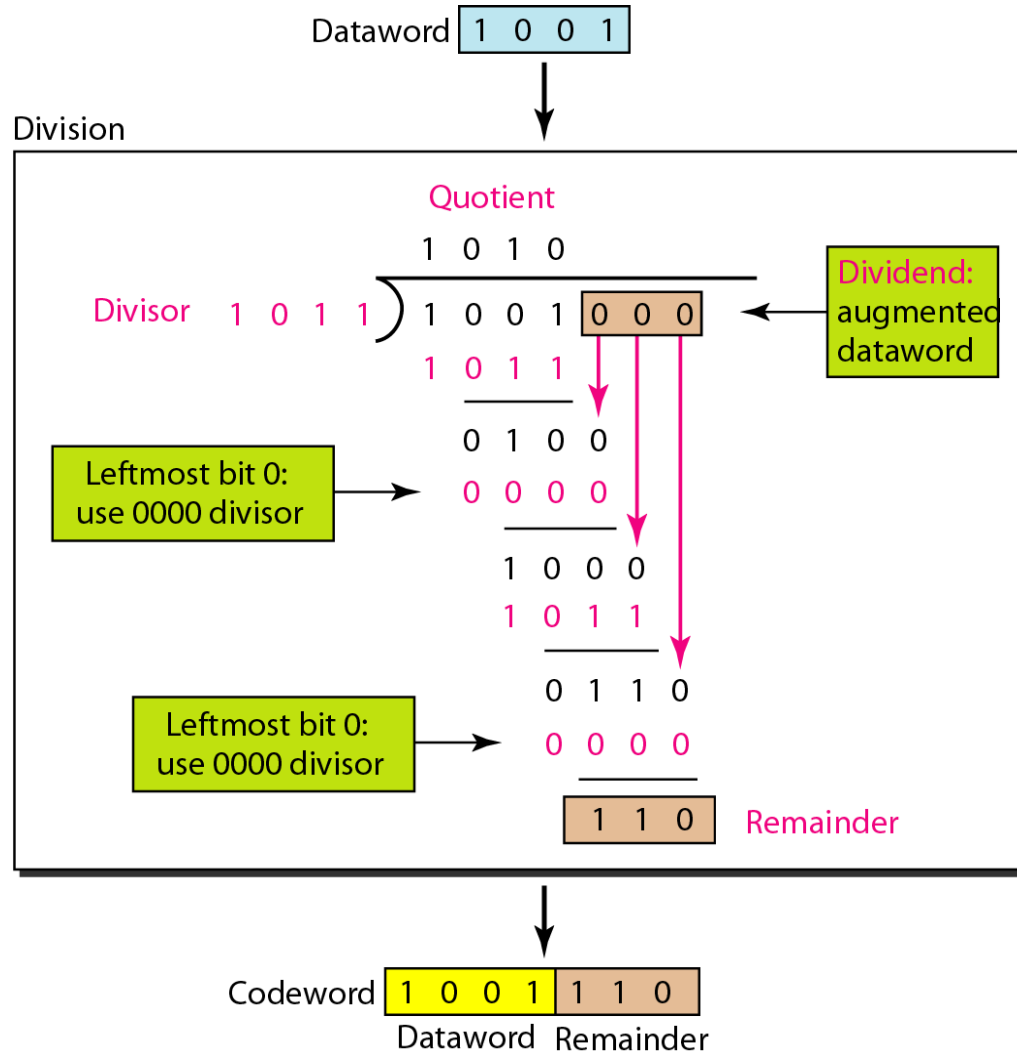 Dataword 1 0 0 1
Division
Quotient
1 0 1 0
Divisor 1 0 1 1 1 0 0 1 0 0 0
Dividend:
augmented
dataword
1 0 1 1
0 1 0 0
Leftmost bit 0:
use 0000 divisor
0 0 0 0
1 0 0 0
1 0 1 1
0 1 1 0
Leftmost bit 0:
use 0000 divisor
0 0 0 0
1 1 0 Remainder
Codeword 1 0 0 1 1 1 0
Dataword Remainder